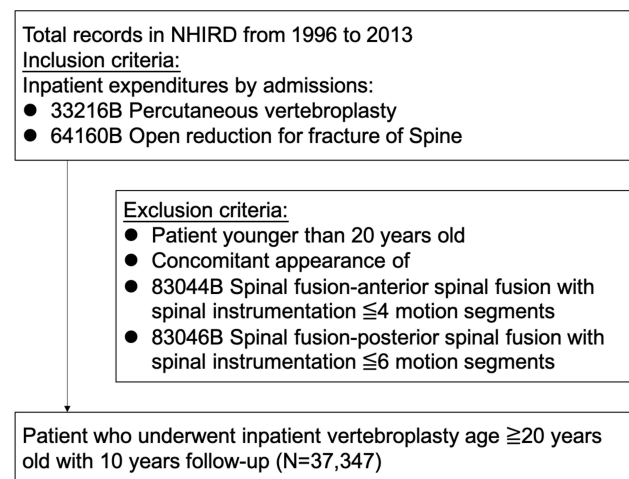 Total records in NHIRD from 1996 to 2013
Inclusion criteria:
Inpatient expenditures by admissions:
● 33216B Percutaneous vertebroplasty
● 64160B Open reduction for fracture of Spine
Exclusion criteria:
● Patient younger than 20 years old
● Concomitant appearance of
● 83044B Spinal fusion-anterior spinal fusion with
spinal instrumentation ≦4 motion segments
● 83046B Spinal fusion-posterior spinal fusion with
spinal instrumentation ≦6 motion segments
Patient who underwent inpatient vertebroplasty age ≧20 years
old with 10 years follow-up (N=37,347)